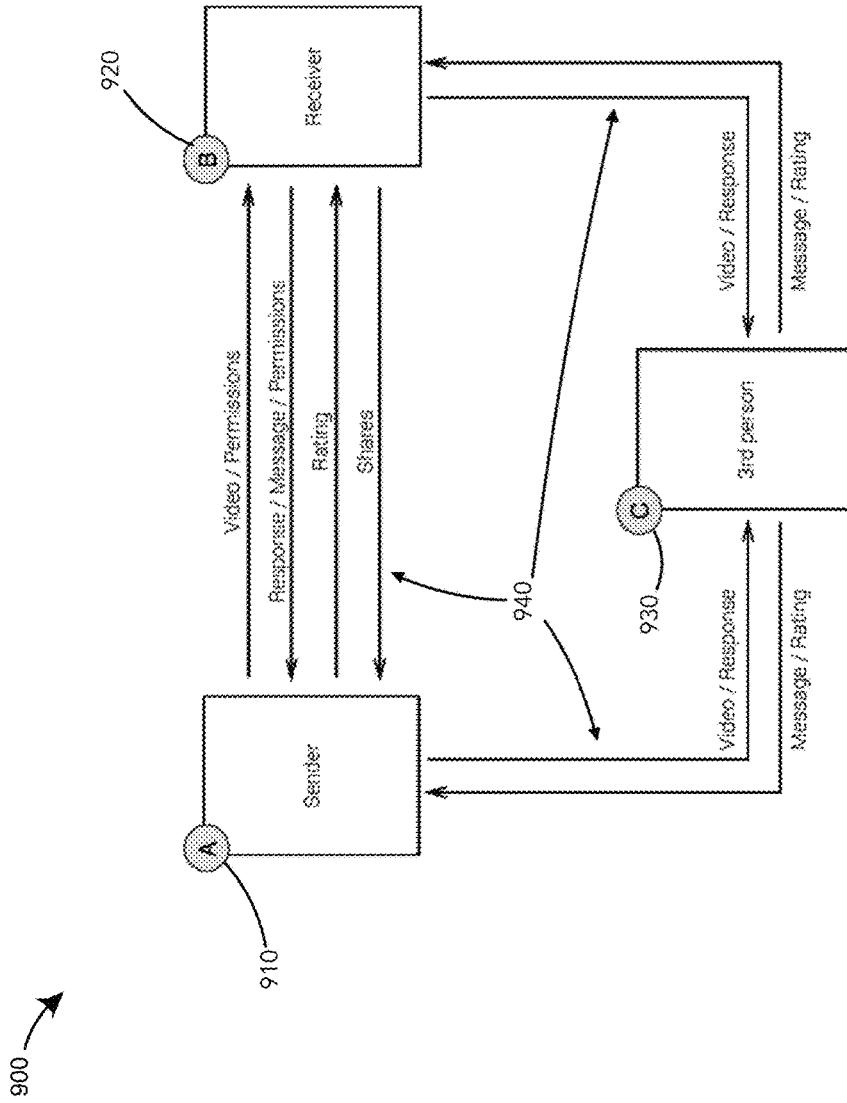 900
910
A
Sender
920
B
Receiver
Video / Permissions
Response / Message / Permissions
Rating
Shares
940
930
C
3rd person
Video / Response
Message / Rating
Video / Response
Message / Rating